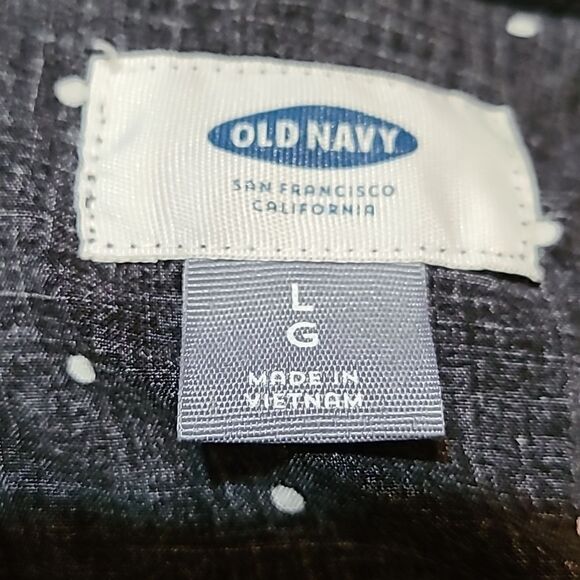 OLD NAVY
SAN FRANCISCO
CALIFORNIA
L
G
MADE IN
VIETNAM